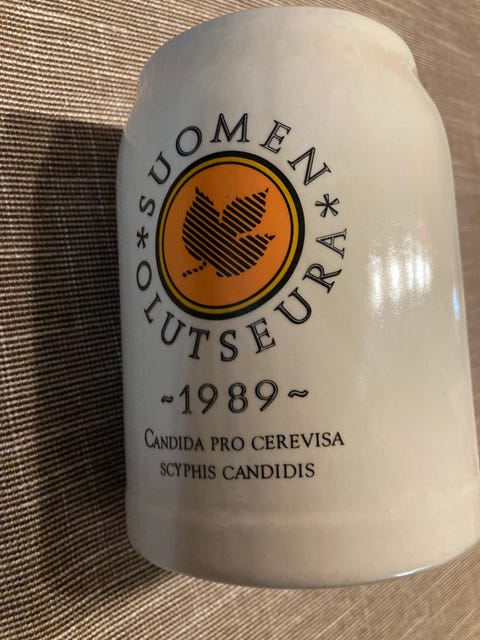 SUOMEN
* OLUTSEURA *
~1989~
CANDIDA PRO CEREVISA
SCYPHIS CANDIDIS